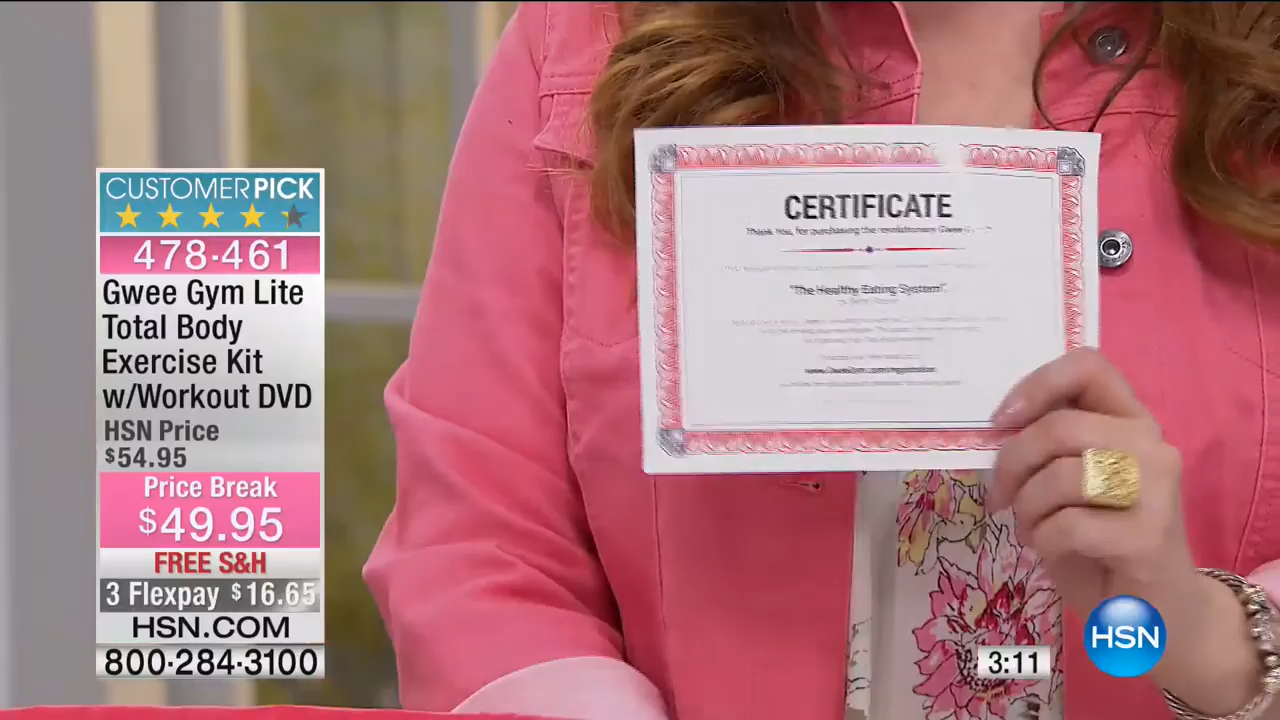 CUSTOMERPICK
478·461
Gwee Gym Lite
Total Body
Exercise Kit
w/Workout DVD
HSN Price
$54.95
Price Break
$49.95
FREE S&H
3 Flexpay $16.65
HSN.COM
800·284·3100
CERTIFICATE
Thank You, for purchasing the revolutionary Gwee
"The Healthy Eating System".
HSN
3:11